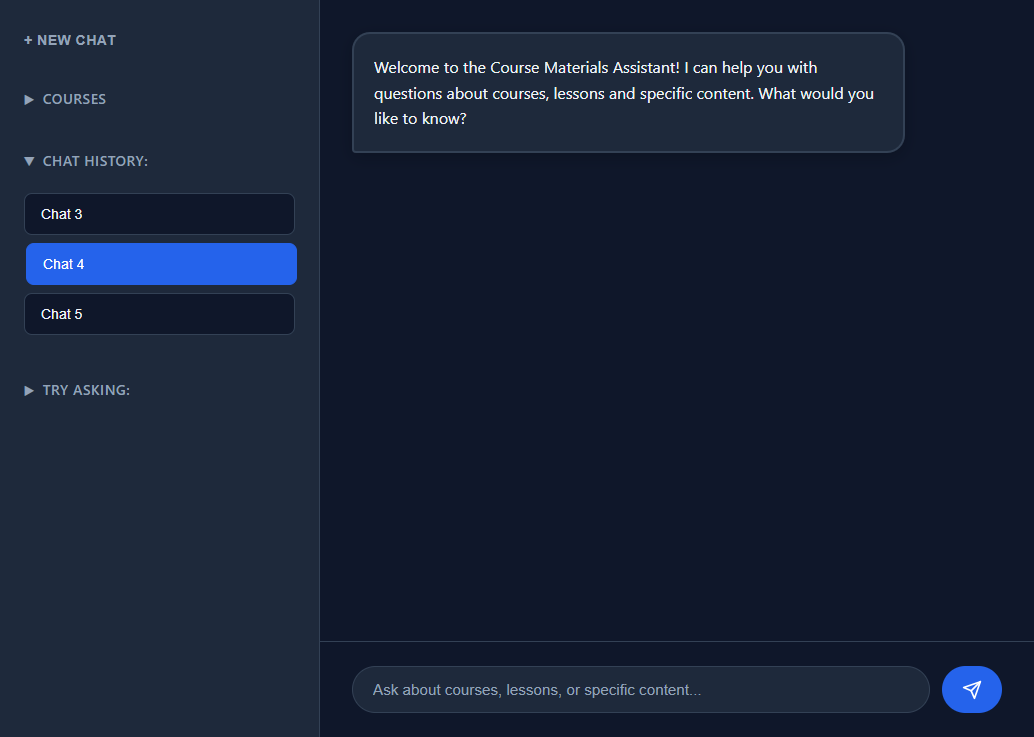 + NEW CHAT
▶ COURSES
▼ CHAT HISTORY:
Chat 3
Chat 4
Chat 5
▶ TRY ASKING:
Welcome to the Course Materials Assistant! I can help you with
questions about courses, lessons and specific content. What would you
like to know?
Ask about courses, lessons, or specific content...